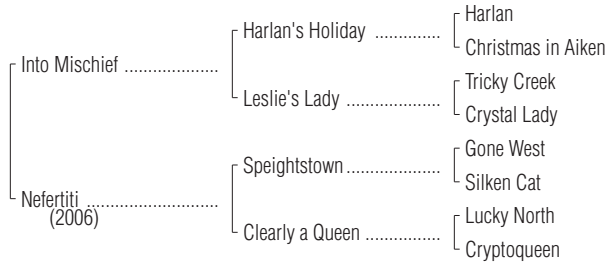 Harlan
Harlan's Holiday ..............
Christmas in Aiken
Into Mischief ....................
Tricky Creek
Leslie's Lady ....................
Crystal Lady
Gone West
Speightstown .................
Silken Cat
Nefertiti ............................
(2006)
Lucky North
Clearly a Queen ................
Cryptoqueen